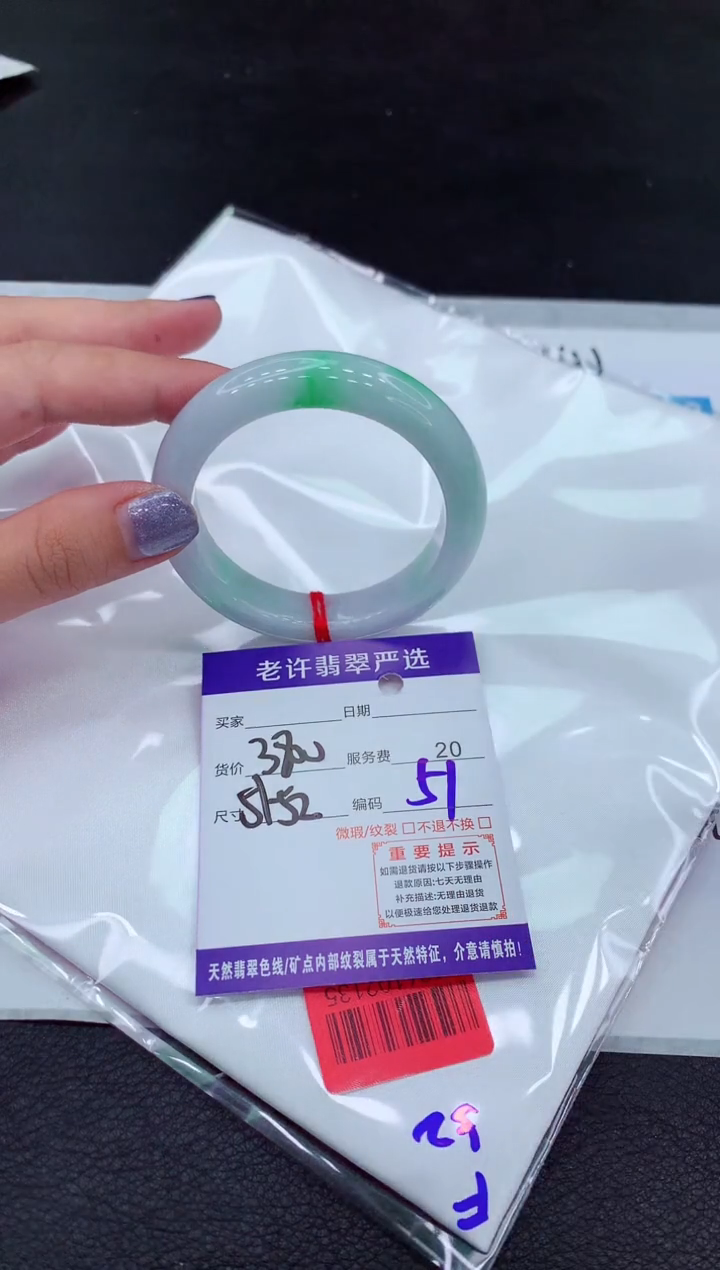 老许翡翠严选
买家 日期
货价 3800 服务费 20
尺寸 51-52 编码 51
微瑕/纹裂 □不退不换 □
重要提示
如需退货请按以下步骤操作
退款原因:七天无理由
补充描述:无理由退货
以便极速给您处理退货退款
天然翡翠色线/矿点内部纹裂属于天然特征，介意请慎拍!
52